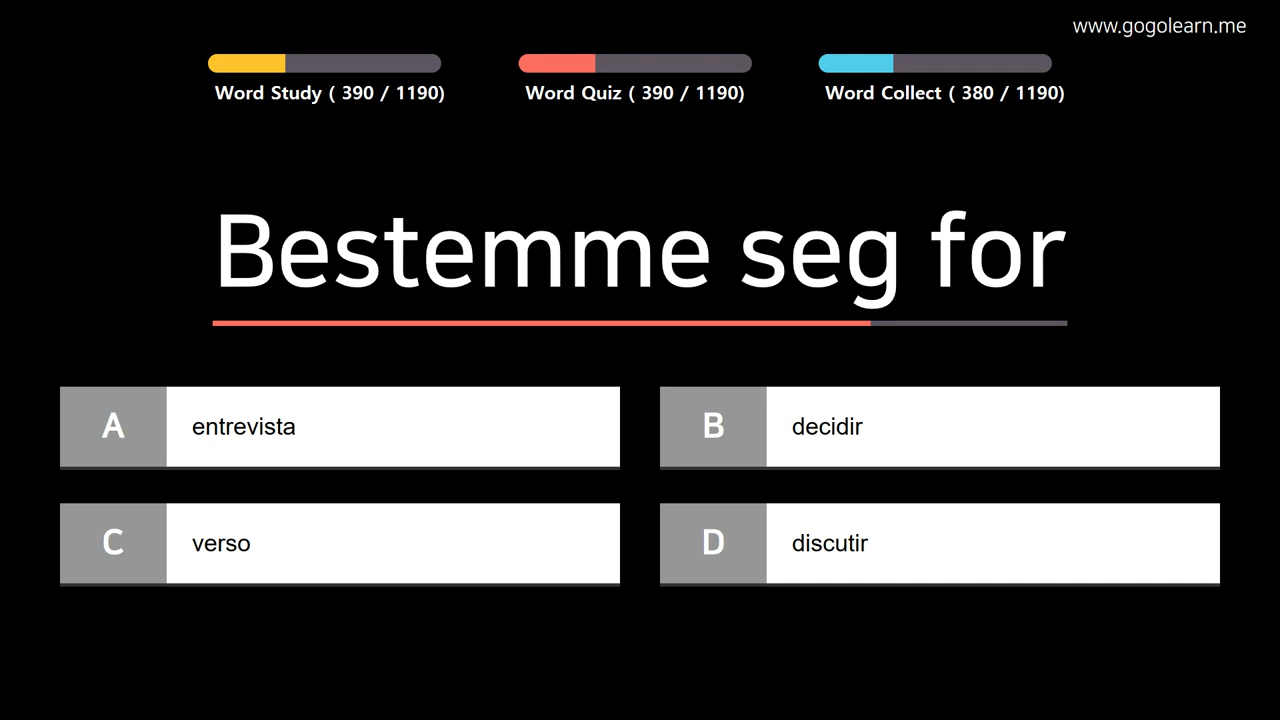 www.gogolearn.me
Word Study ( 390 / 1190)
Word Quiz ( 390 / 1190)
Word Collect ( 380 / 1190)
Bestemme seg for
A
entrevista
B
decidir
C
verso
D
discutir